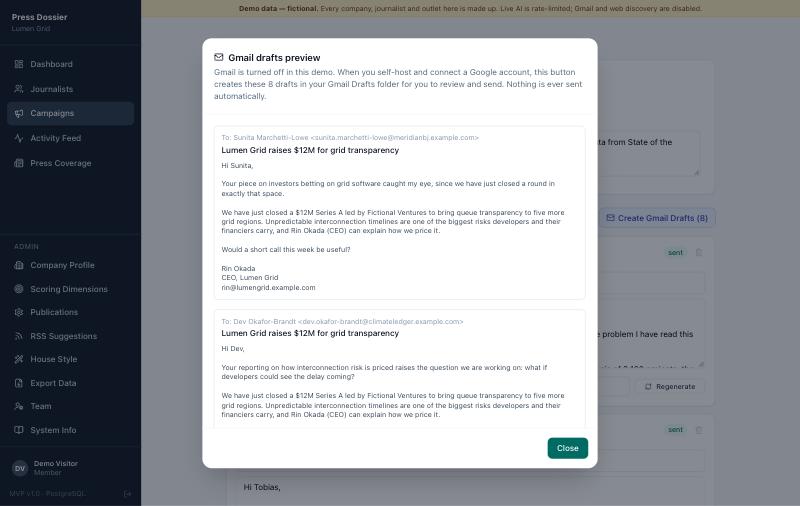 Press Dossier
Lumen Grid
Dashboard
Journalists
Campaigns
Activity Feed
Press Coverage
ADMIN
Company Profile
Scoring Dimensions
Publications
RSS Suggestions
House Style
Export Data
Team
System Info
DV
Demo Visitor
Member
MVP v1.0 · PostgreSQL
Demo data — fictional. Every company, journalist and outlet here is made up. Live AI is rate-limited; Gmail and web discovery are disabled.
Gmail drafts preview
Gmail is turned off in this demo. When you self-host and connect a Google account, this button
creates these 8 drafts in your Gmail Drafts folder for you to review and send. Nothing is ever sent
automatically.
To: Sunita Marchetti-Lowe <sunita.marchetti-lowe@meridianbj.example.com>
Lumen Grid raises $12M for grid transparency
Hi Sunita,
Your piece on investors betting on grid software caught my eye, since we have just closed a round in
exactly that space.
We have just closed a $12M Series A led by Fictional Ventures to bring queue transparency to five more
grid regions. Unpredictable interconnection timelines are one of the biggest risks developers and their
financiers carry, and Rin Okada (CEO) can explain how we price it.
Would a short call this week be useful?
Rin Okada
CEO, Lumen Grid
rin@lumengrid.example.com
To: Dev Okafor-Brandt <dev.okafor-brandt@climateledger.example.com>
Lumen Grid raises $12M for grid transparency
Hi Dev,
Your reporting on how interconnection risk is priced raises the question we are working on: what if
developers could see the delay coming?
We have just closed a $12M Series A led by Fictional Ventures to bring queue transparency to five more
grid regions. Unpredictable interconnection timelines are one of the biggest risks developers and their
financiers carry, and Rin Okada (CEO) can explain how we price it.
Close
ta from State of the
Create Gmail Drafts (8)
sent
e problem I have read this
Regenerate
sent
Hi Tobias,